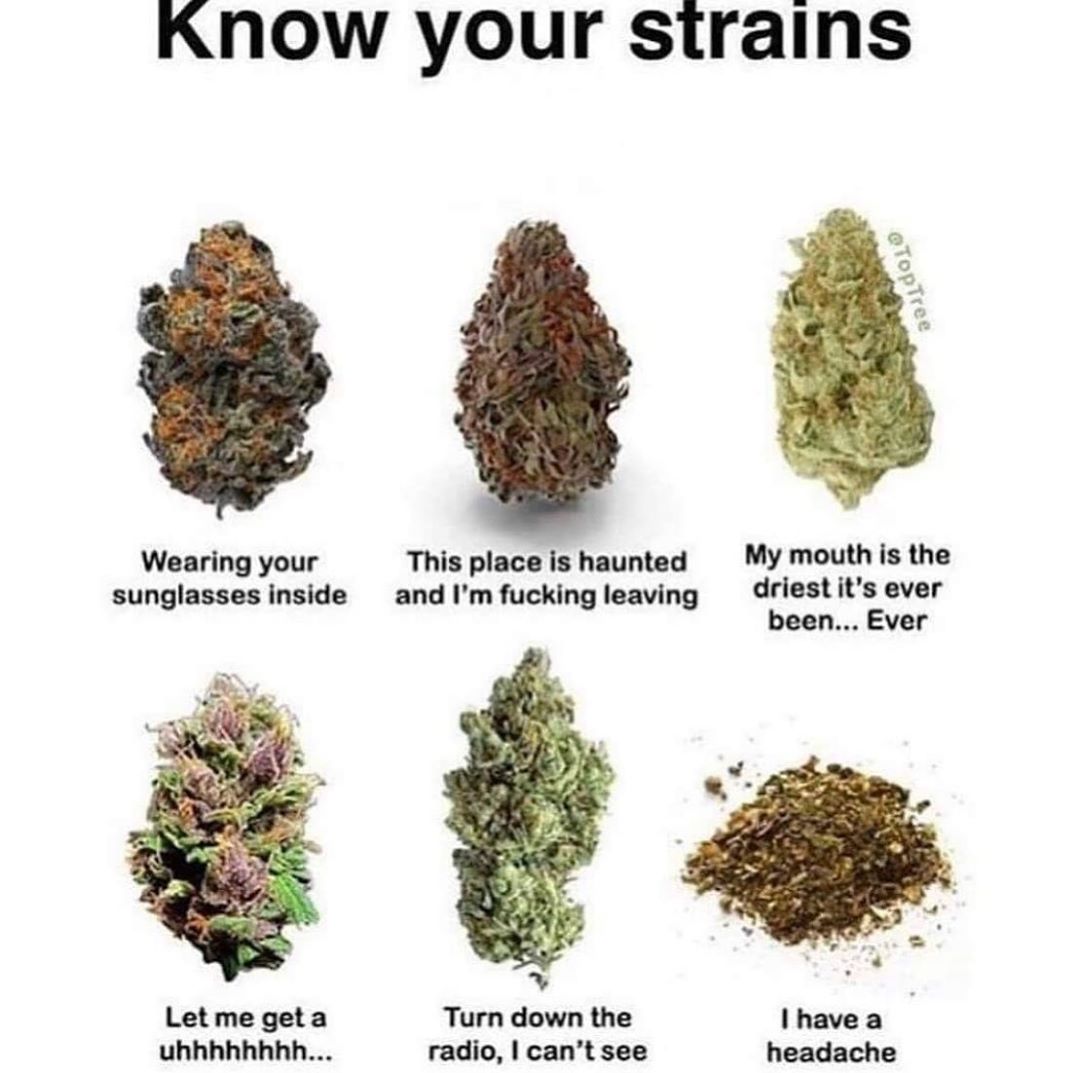 Know your strains
@TopTree
Wearing your
sunglasses inside
This place is haunted
and I'm fucking leaving
My mouth is the
driest it's ever
been... Ever
Let me get a
uhhhhhhhh...
Turn down the
radio, I can't see
I have a
headache